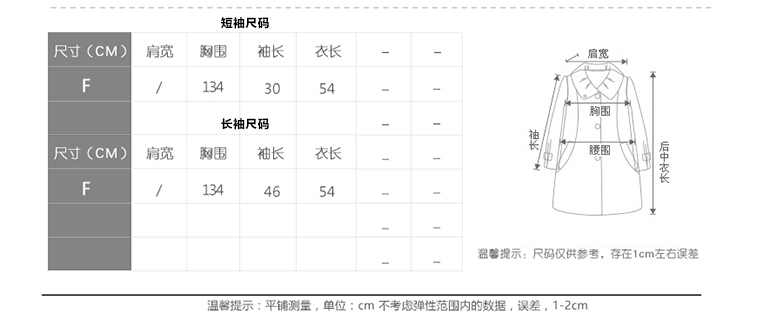 短袖尺码
尺寸（CM） 肩宽 胸围 袖长 衣长 – –
F / 134 30 54 – –
– –
长袖尺码
– –
尺寸（CM） 肩宽 胸围 袖长 衣长 – –
F / 134 46 54 – –
– –
– –
肩宽
胸围
袖长
腰围
后中衣长
温馨提示：尺码仅供参考，存在1cm左右误差
温馨提示：平铺测量，单位：cm 不考虑弹性范围内的数据，误差，1-2cm